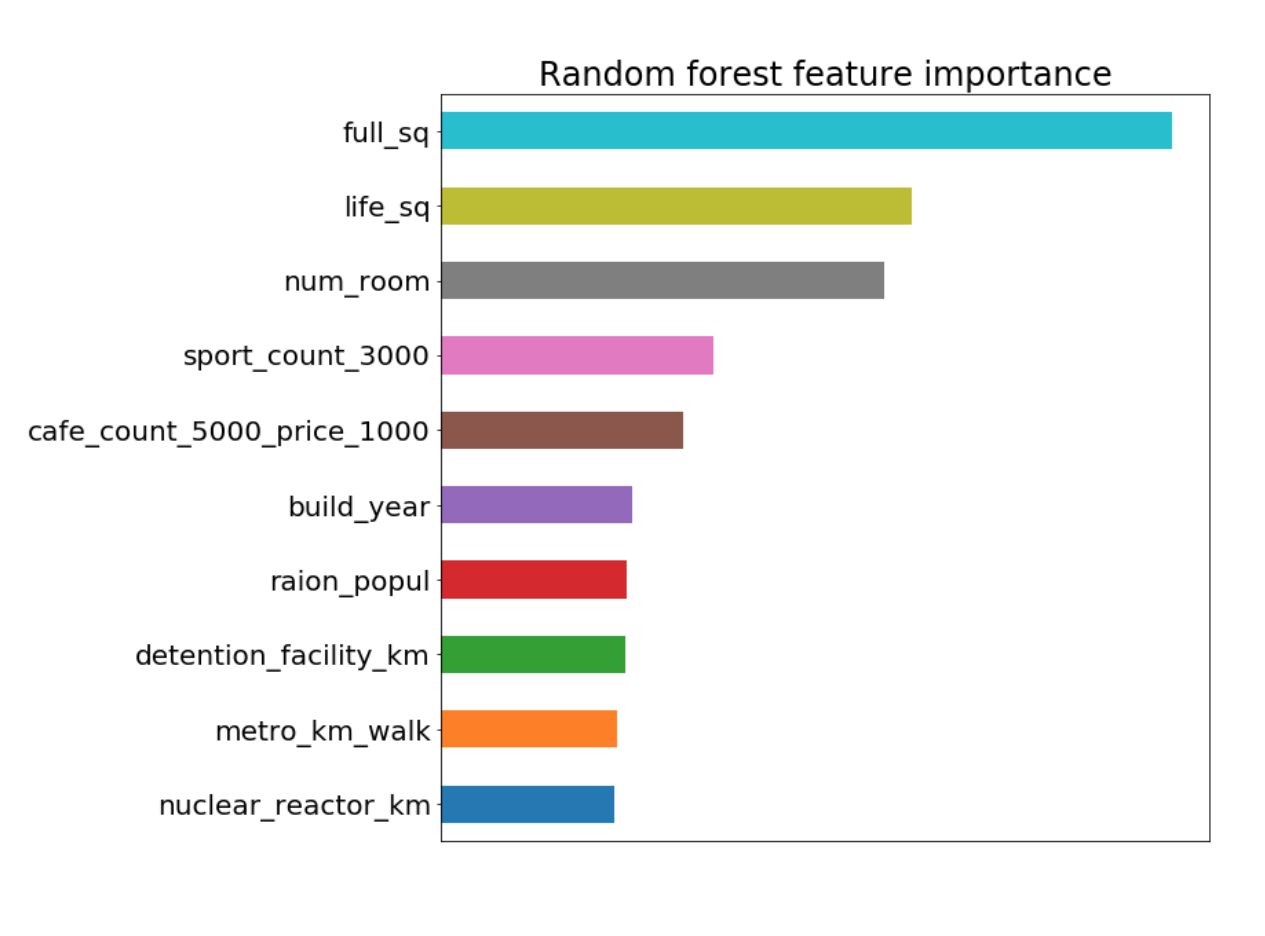 Random forest feature importance
full_sq
life_sq
num_room
sport_count_3000
cafe_count_5000_price_1000
build_year
raion_popul
detention_facility_km
metro_km_walk
nuclear_reactor_km